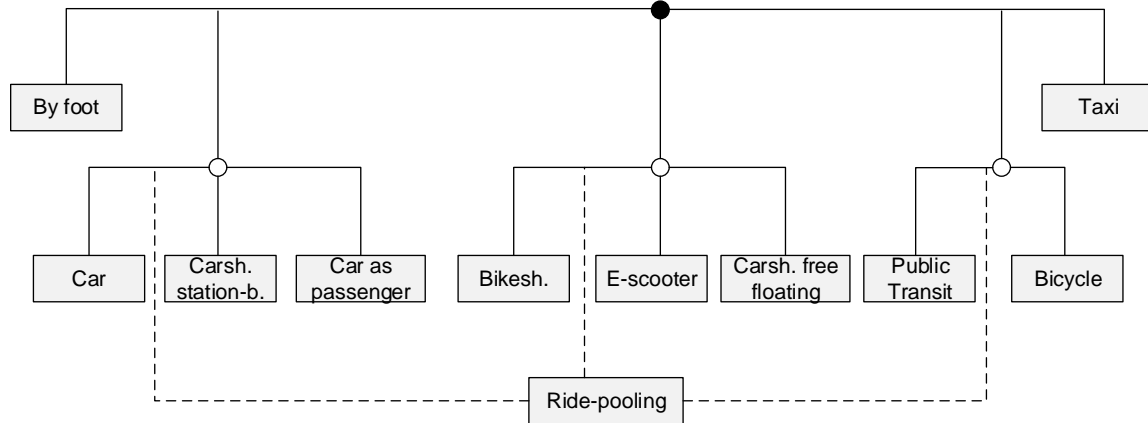 By foot
Taxi
Car
Carsh.
station-b.
Car as
passenger
Bikesh.
E-scooter
Carsh. free
floating
Public
Transit
Bicycle
Ride-pooling